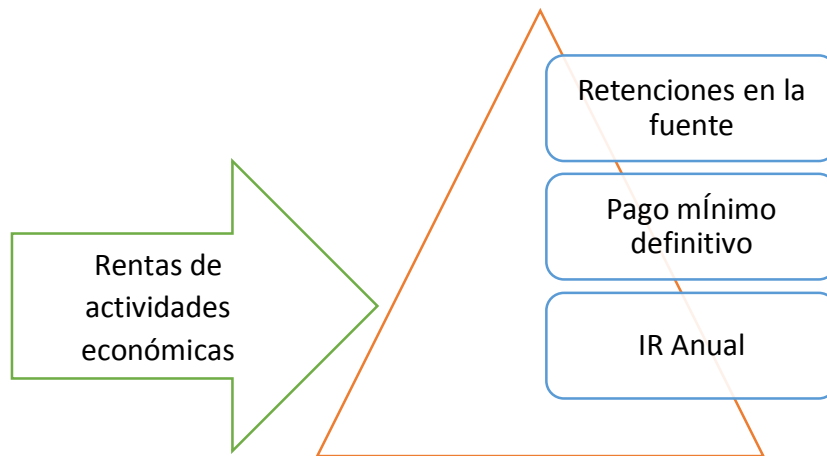 Retenciones en la
fuente
Pago mÍnimo
definitivo
Rentas de
actividades
económicas
IR Anual